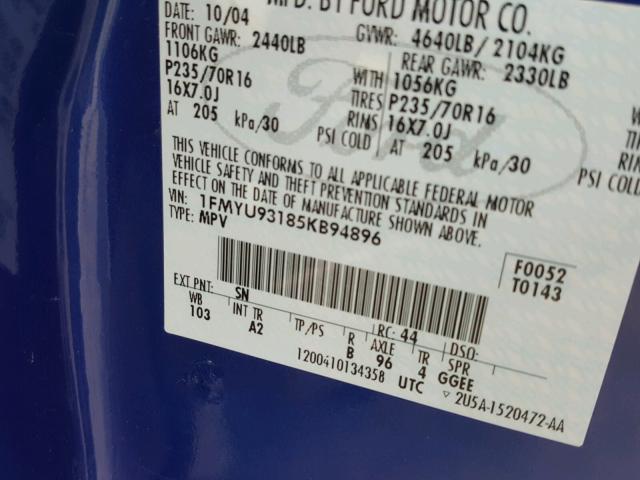 MFD. BY FORD MOTOR CO.
DATE: 10/04 GVWR: 4640LB/ 2104KG
FRONT GAWR: 2440LB REAR GAWR: 2330LB
1106KG WITH 1056KG
P235/70R16 TIRES P235/70R16
16X7.0J RIMS 16X7.0J
AT 205 kPa/30 PSI COLD AT 205 kPa/30 PSI COLD
THIS VEHICLE CONFORMS TO ALL APPLICABLE FEDERAL MOTOR
VEHICLE SAFETY AND THEFT PREVENTION STANDARDS IN
EFFECT ON THE DATE OF MANUFACTURE SHOWN ABOVE.
VIN: 1FMYU93185KB94896
TYPE: MPV
F0052
T0143
EXT PNT: SN RC: 44 DSO:
WB INT TR TP/PS R AXLE TR SPR
103 A2 B 96 4 GGEE
1200410134358 UTC 2U5A-1520472-AA
Ford